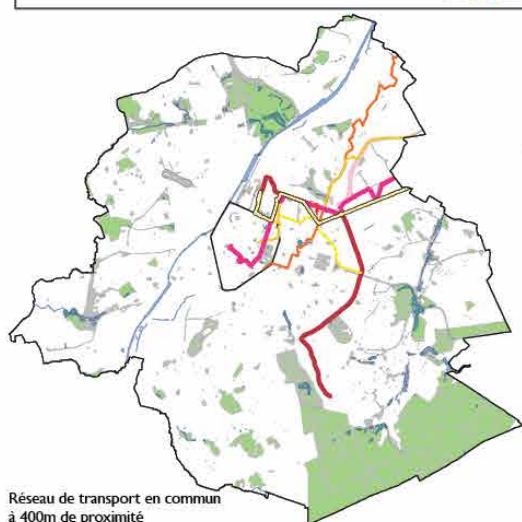 Réseau de transport en commun
à 400m de proximité